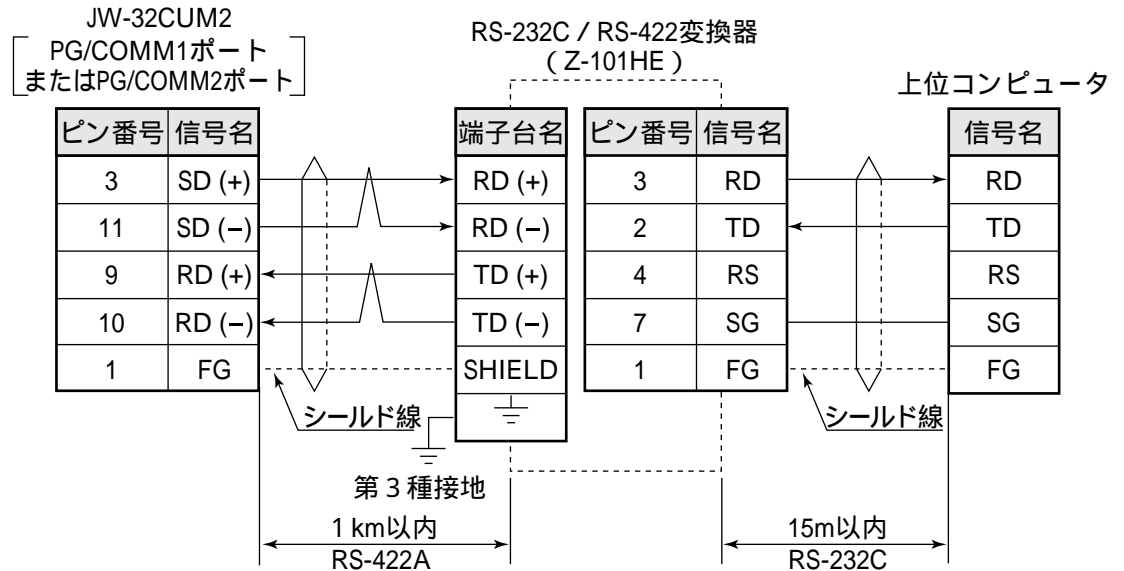 JW-32CUM2
PG/COMM1ポート
またはPG/COMM2ポート
RS-232C / RS-422変換器
(Z-101HE)
上位コンピュータ
ピン番号 信号名 端子台名 ピン番号 信号名 信号名
3 SD (+) RD (+) 3 RD RD
11 SD (−) RD (−) 2 TD TD
9 RD (+) TD (+) 4 RS RS
10 RD (−) TD (−) 7 SG SG
1 FG SHIELD 1 FG FG
シールド線 シールド線
第3種接地
1 km以内 15m以内
RS-422A RS-232C